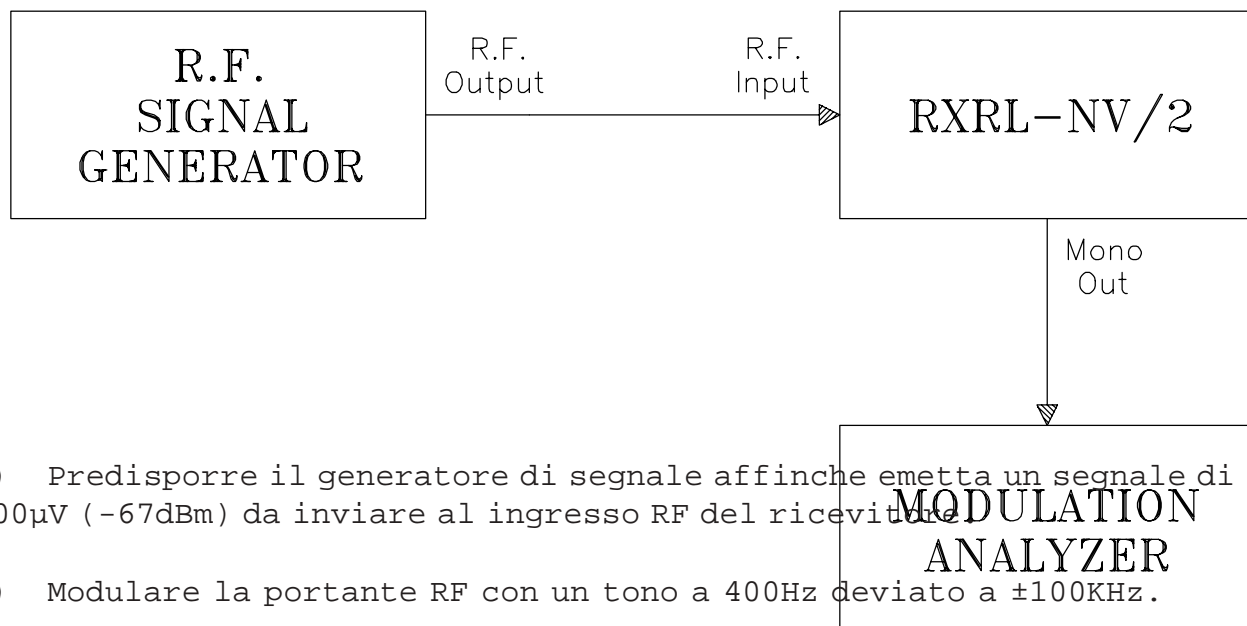 R.F.
SIGNAL
GENERATOR
R.F.
Output
R.F.
Input
RXRL-NV/2
Mono
Out
) Predisporre il generatore di segnale affinche emetta un segnale di
00µV (-67dBm) da inviare al ingresso RF del ricevitore.
MODULATION
ANALYZER
) Modulare la portante RF con un tono a 400Hz deviato a ±100KHz.